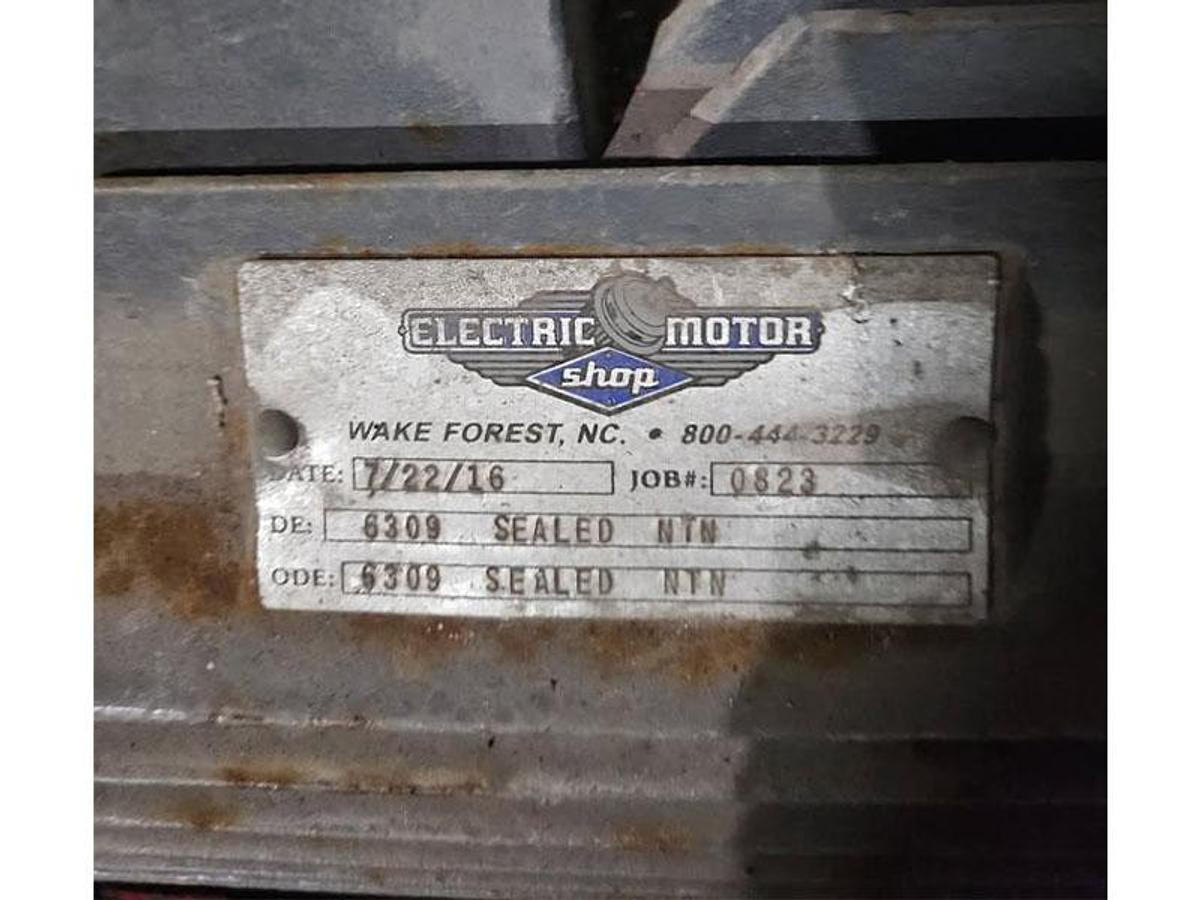 ELECTRIC MOTOR
shop
WAKE FOREST, NC. • 800-444-3229
DATE: 7/22/16 JOB#: 0823
DE: 6309 SEALED NTN
ODE: 6309 SEALED NTN